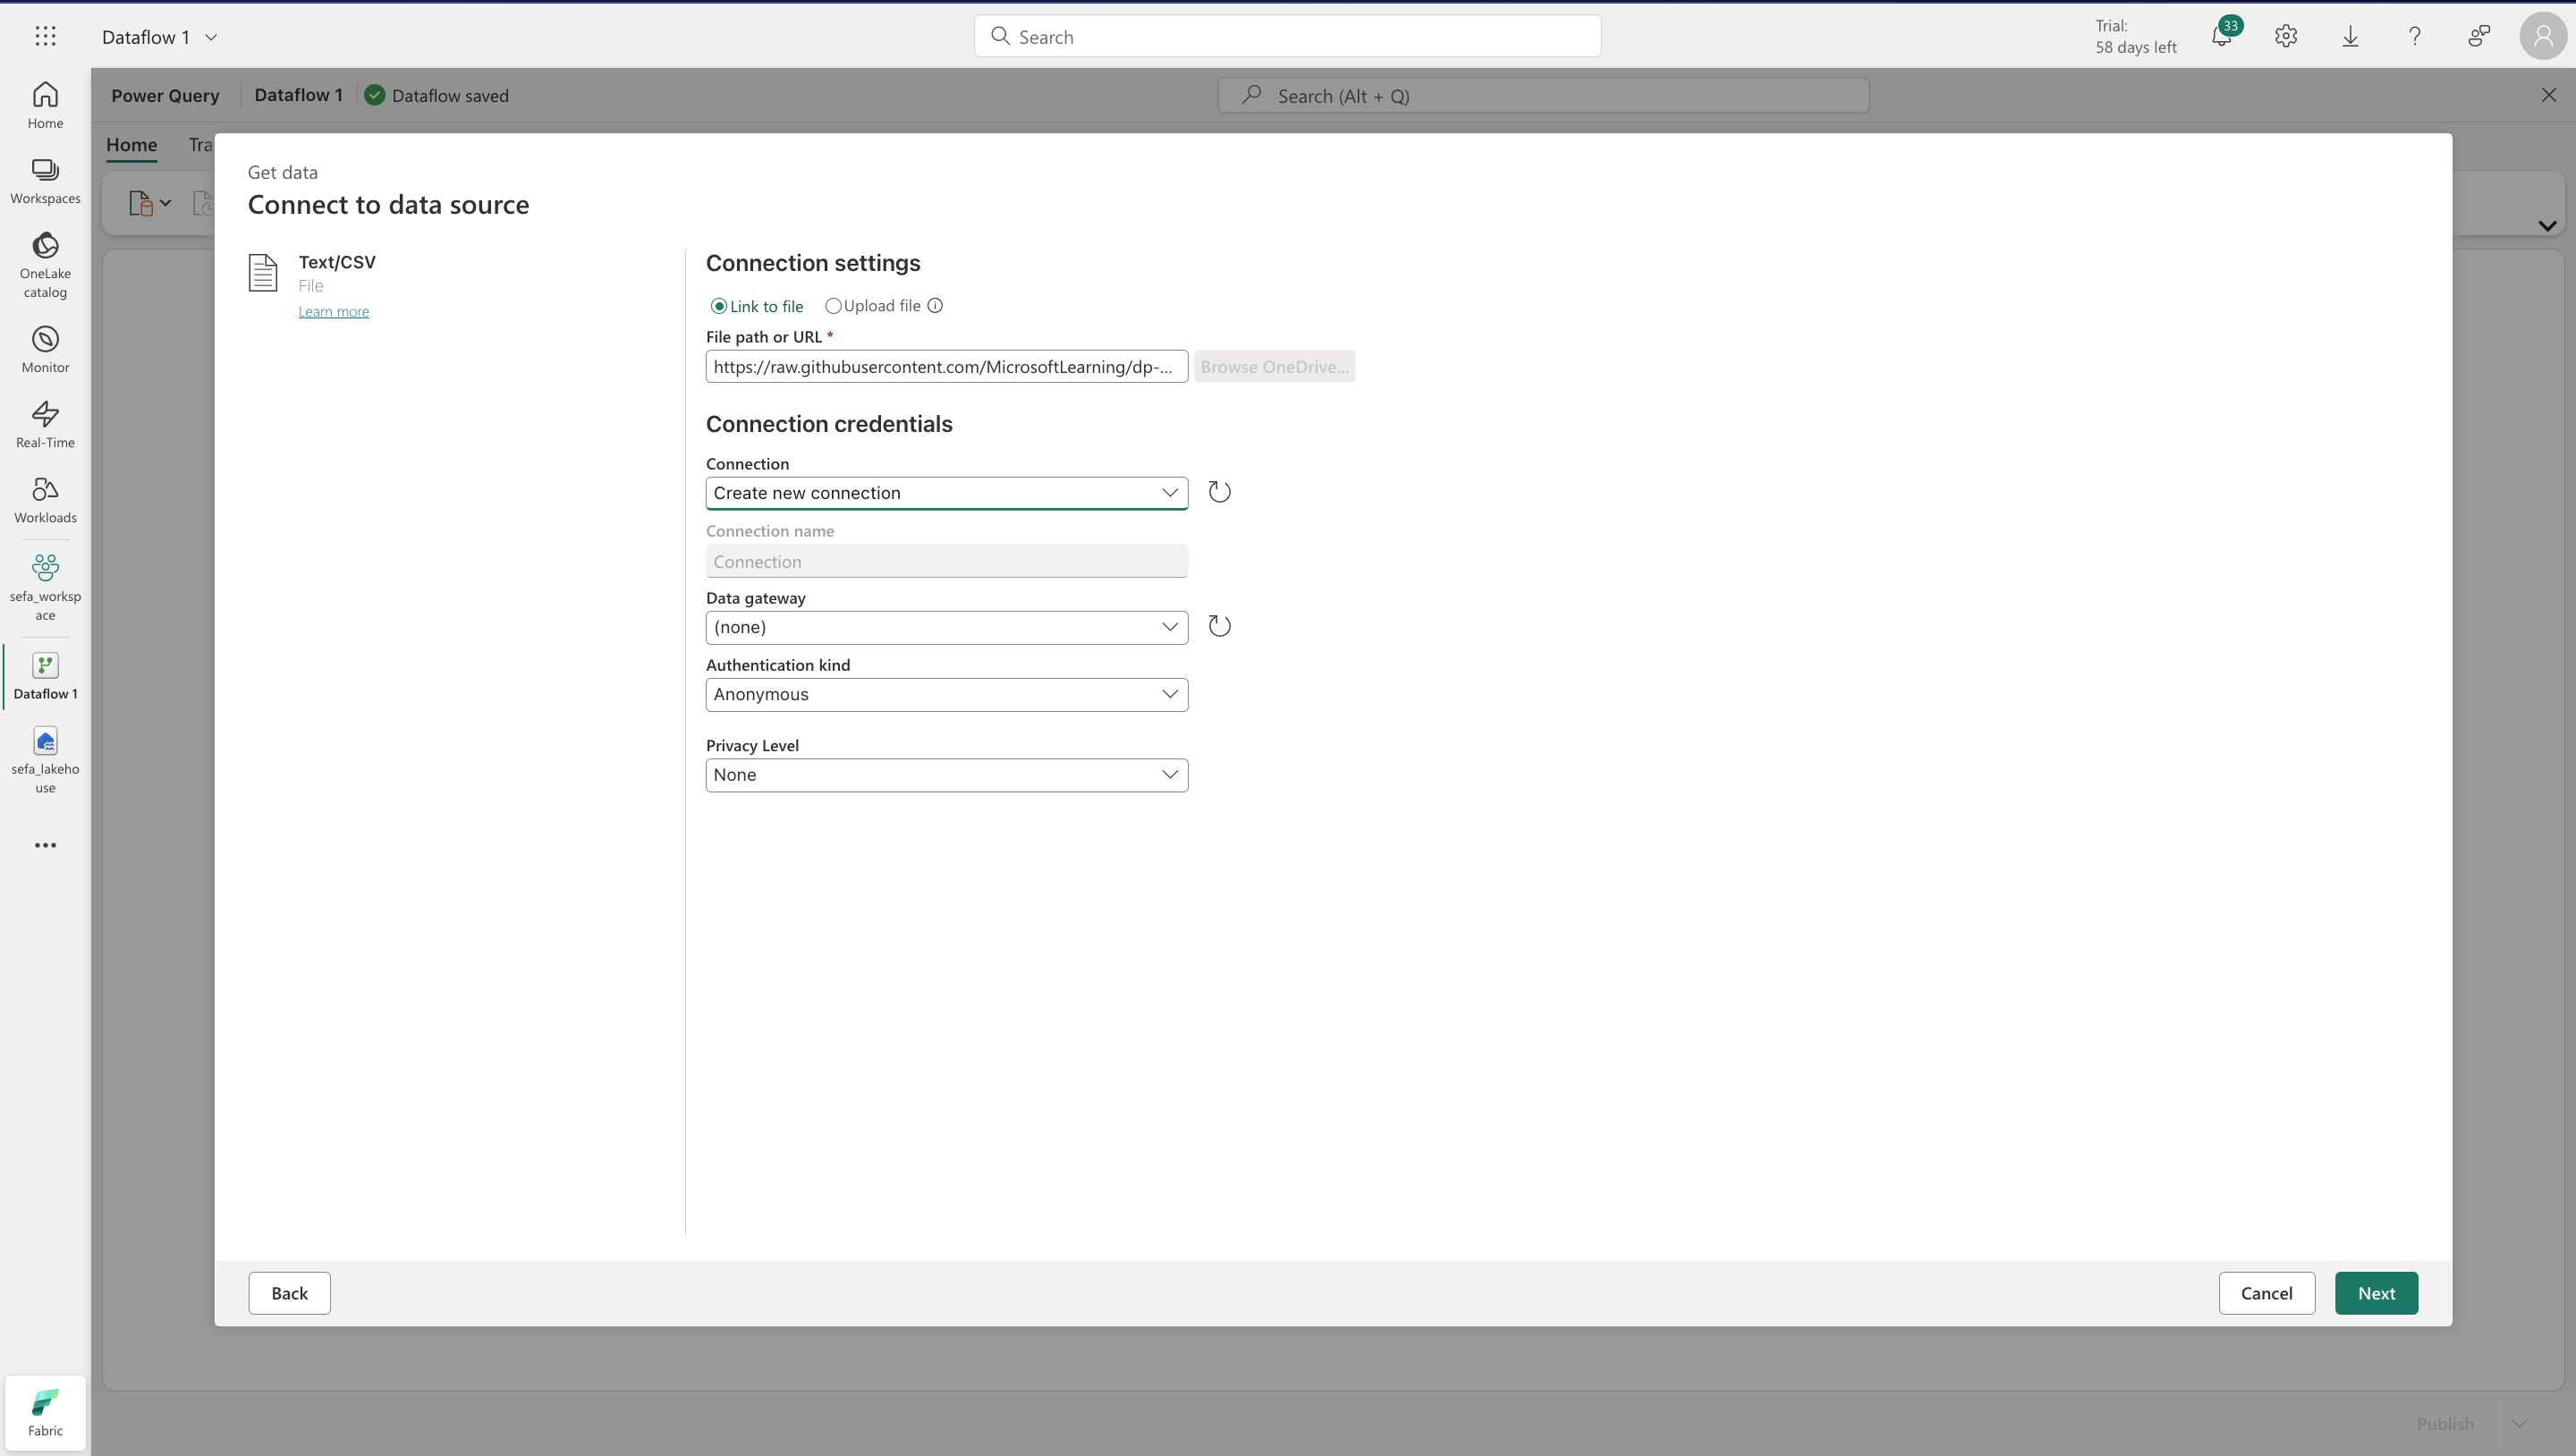 Dataflow 1
Search
Trial:
58 days left
33
Home
Workspaces
OneLake
catalog
Monitor
Real-Time
Workloads
sefa_worksp
ace
Dataflow 1
sefa_lakeho
use
Fabric
Power Query
Dataflow 1
Dataflow saved
Search (Alt + Q)
Home
Tra
Get data
Connect to data source
Text/CSV
File
Learn more
Connection settings
Link to file
Upload file
File path or URL *
https://raw.githubusercontent.com/MicrosoftLearning/dp-...
Browse OneDrive...
Connection credentials
Connection
Create new connection
Connection name
Connection
Data gateway
(none)
Authentication kind
Anonymous
Privacy Level
None
Back
Cancel
Next
Publish